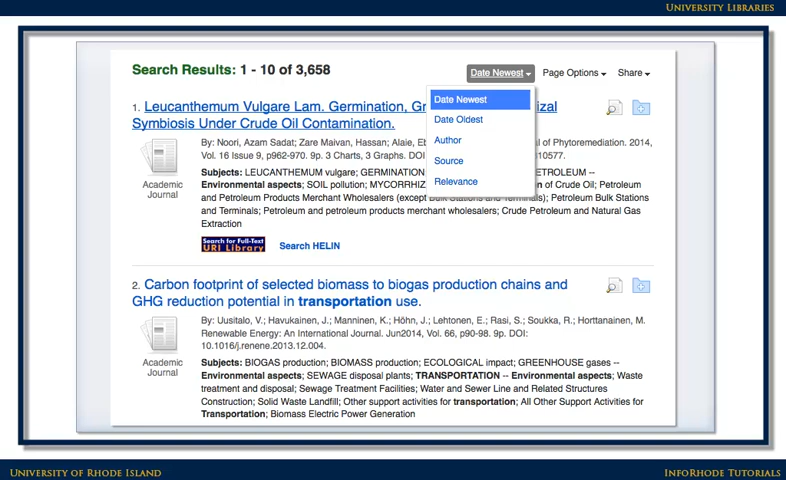 UNIVERSITY LIBRARIES
Search Results: 1 - 10 of 3,658
Date Newest
Page Options
Share
Date Newest
Date Oldest
Author
Source
Relevance
1. Leucanthemum Vulgare Lam. Germination, izal
Symbiosis Under Crude Oil Contamination.
By: Noori, Azam Sadat; Zare Maivan, Hassan; Alaie, of Phytoremediation. 2014,
Vol. 16 Issue 9, p962-970. 9p. 3 Charts, 3 Graphs. DOI 10577.
Subjects: LEUCANTHEMUM vulgare; GERMINATION PETROLEUM --
Environmental aspects; SOIL pollution; MYCORRHIZ n of Crude Oil; Petroleum
and Petroleum Products Merchant Wholesalers (except Bulk Stations and Terminals); Petroleum Bulk Stations
and Terminals; Petroleum and petroleum products merchant wholesalers; Crude Petroleum and Natural Gas
Extraction
Academic
Journal
Search for Full-Text
URI Library
Search HELIN
2. Carbon footprint of selected biomass to biogas production chains and
GHG reduction potential in transportation use.
By: Uusitalo, V.; Havukainen, J.; Manninen, K.; Höhn, J.; Lehtonen, E.; Rasi, S.; Soukka, R.; Horttanainen, M.
Renewable Energy: An International Journal. Jun2014, Vol. 66, p90-98. 9p. DOI:
10.1016/j.renene.2013.12.004.
Academic
Journal
Subjects: BIOGAS production; BIOMASS production; ECOLOGICAL impact; GREENHOUSE gases --
Environmental aspects; SEWAGE disposal plants; TRANSPORTATION -- Environmental aspects; Waste
treatment and disposal; Sewage Treatment Facilities; Water and Sewer Line and Related Structures
Construction; Solid Waste Landfill; Other support activities for transportation; All Other Support Activities for
Transportation; Biomass Electric Power Generation
UNIVERSITY OF RHODE ISLAND
INFORHODE TUTORIALS